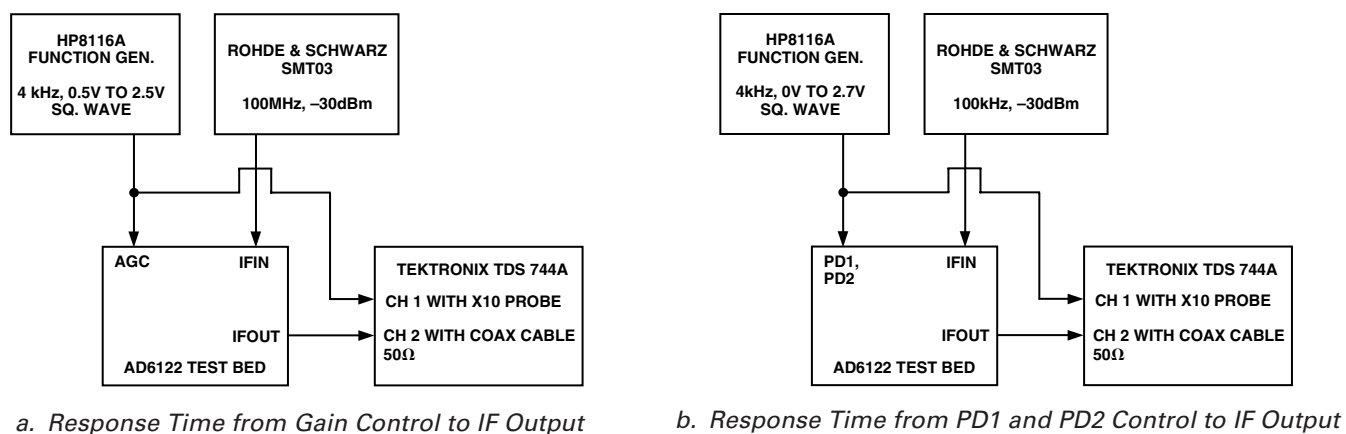 HP8116A
FUNCTION GEN.
4 kHz, 0.5V TO 2.5V
SQ. WAVE
ROHDE & SCHWARZ
SMT03
100MHz, –30dBm
AGC
IFIN
IFOUT
AD6122 TEST BED
TEKTRONIX TDS 744A
CH 1 WITH X10 PROBE
CH 2 WITH COAX CABLE
50Ω
a. Response Time from Gain Control to IF Output
HP8116A
FUNCTION GEN.
4kHz, 0V TO 2.7V
SQ. WAVE
ROHDE & SCHWARZ
SMT03
100kHz, –30dBm
PD1,
PD2
IFIN
IFOUT
AD6122 TEST BED
TEKTRONIX TDS 744A
CH 1 WITH X10 PROBE
CH 2 WITH COAX CABLE
50Ω
b. Response Time from PD1 and PD2 Control to IF Output